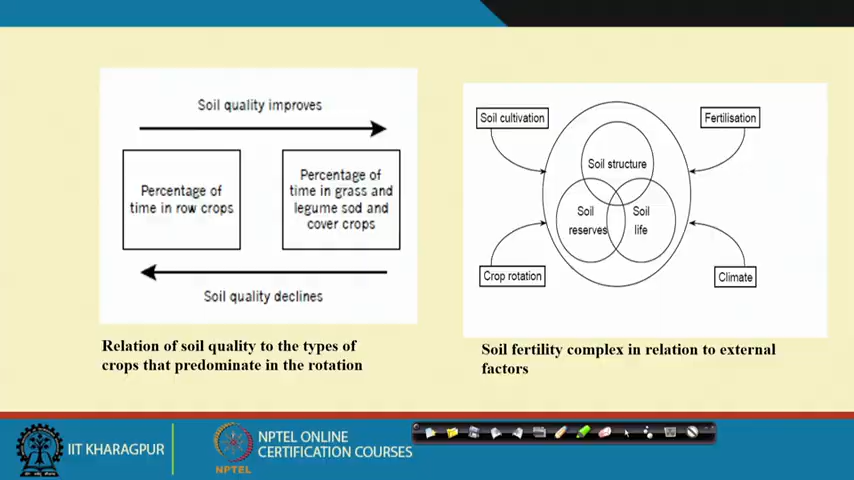 Soil quality improves
Percentage of
time in row crops
Percentage of
time in grass and
legume sod and
cover crops
Soil quality declines
Relation of soil quality to the types of
crops that predominate in the rotation
Soil cultivation
Fertilisation
Soil structure
Soil
reserves
Soil
life
Crop rotation
Climate
Soil fertility complex in relation to external
factors
IIT KHARAGPUR
NPTEL
NPTEL ONLINE
CERTIFICATION COURSES